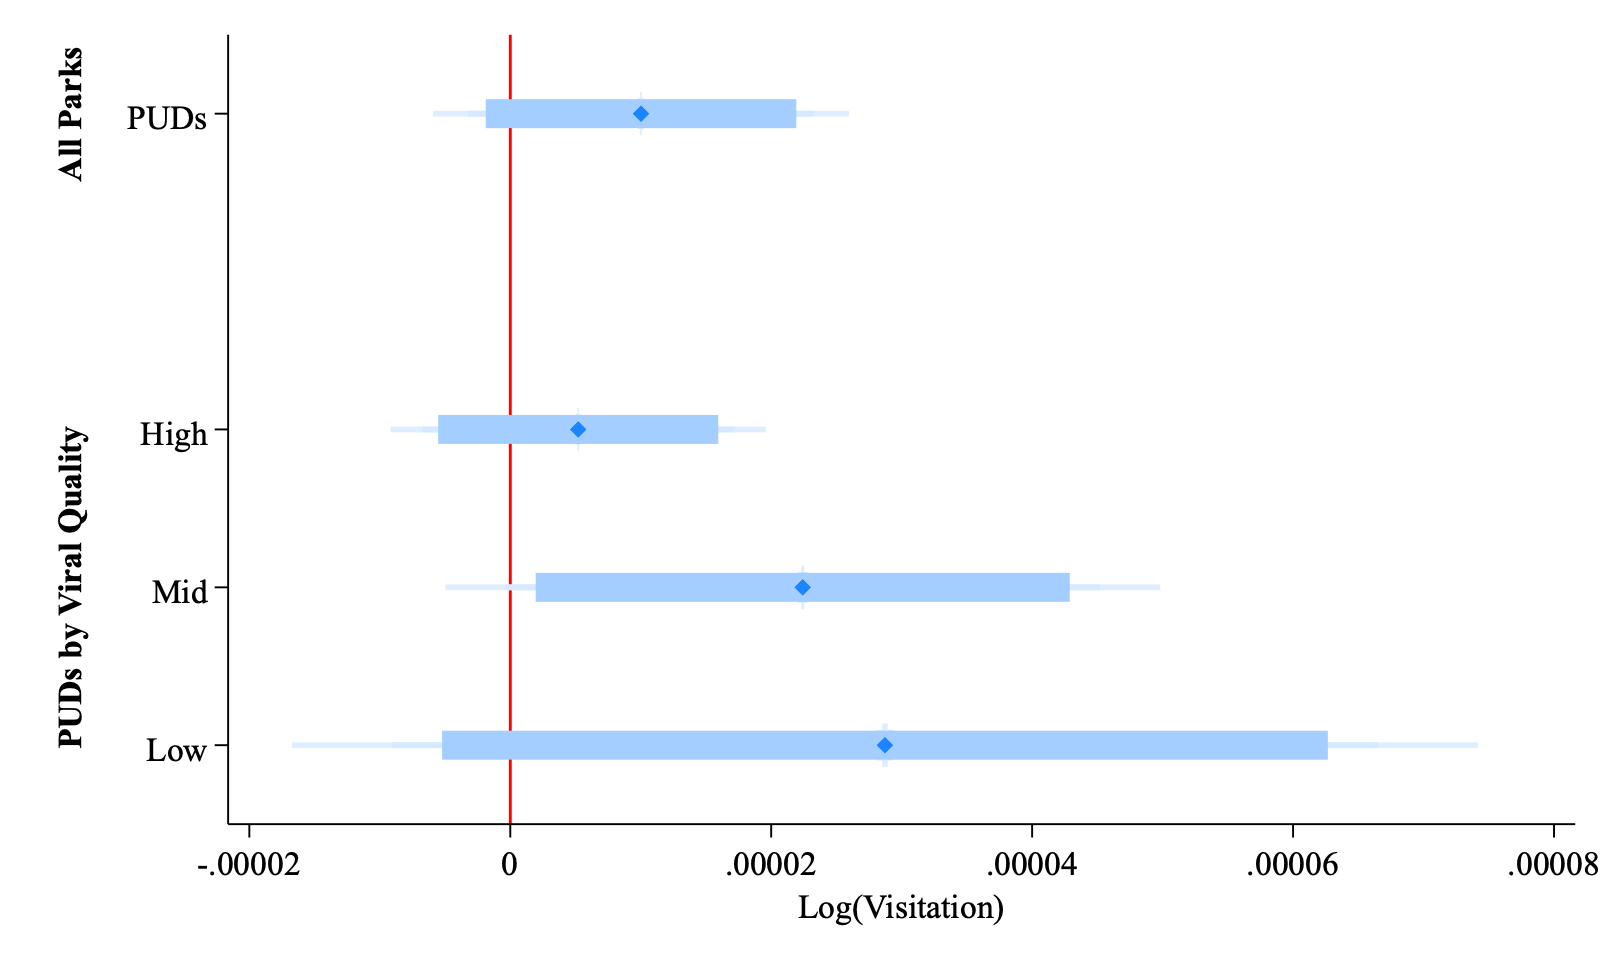 All Parks
PUDs
PUDs by Viral Quality
High
Mid
Low
-.00002 0 .00002 .00004 .00006 .00008
Log(Visitation)